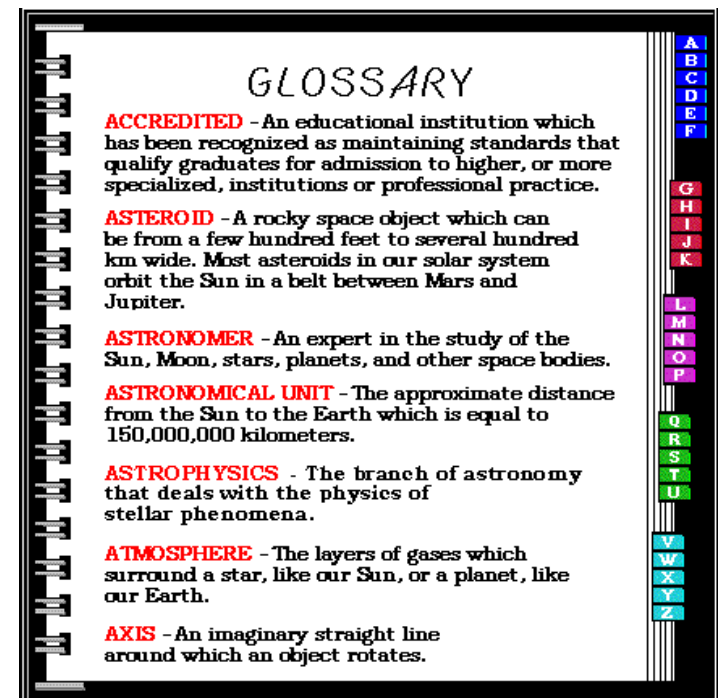 GLOSSARY
ACCREDITED - An educational institution which
has been recognized as maintaining standards that
qualify graduates for admission to higher, or more
specialized, institutions or professional practice.
ASTEROID - A rocky space object which can
be from a few hundred feet to several hundred
km wide. Most asteroids in our solar system
orbit the Sun in a belt between Mars and
Jupiter.
ASTRONOMER - An expert in the study of the
Sun, Moon, stars, planets, and other space bodies.
ASTRONOMICAL UNIT - The approximate distance
from the Sun to the Earth which is equal to
150,000,000 kilometers.
ASTROPHYSICS - The branch of astronomy
that deals with the physics of
stellar phenomena.
ATMOSPHERE - The layers of gases which
surround a star, like our Sun, or a planet, like
our Earth.
AXIS - An imaginary straight line
around which an object rotates.
A
B
C
D
E
F
G
H
I
J
K
L
M
N
O
P
Q
R
S
T
U
V
W
X
Y
Z